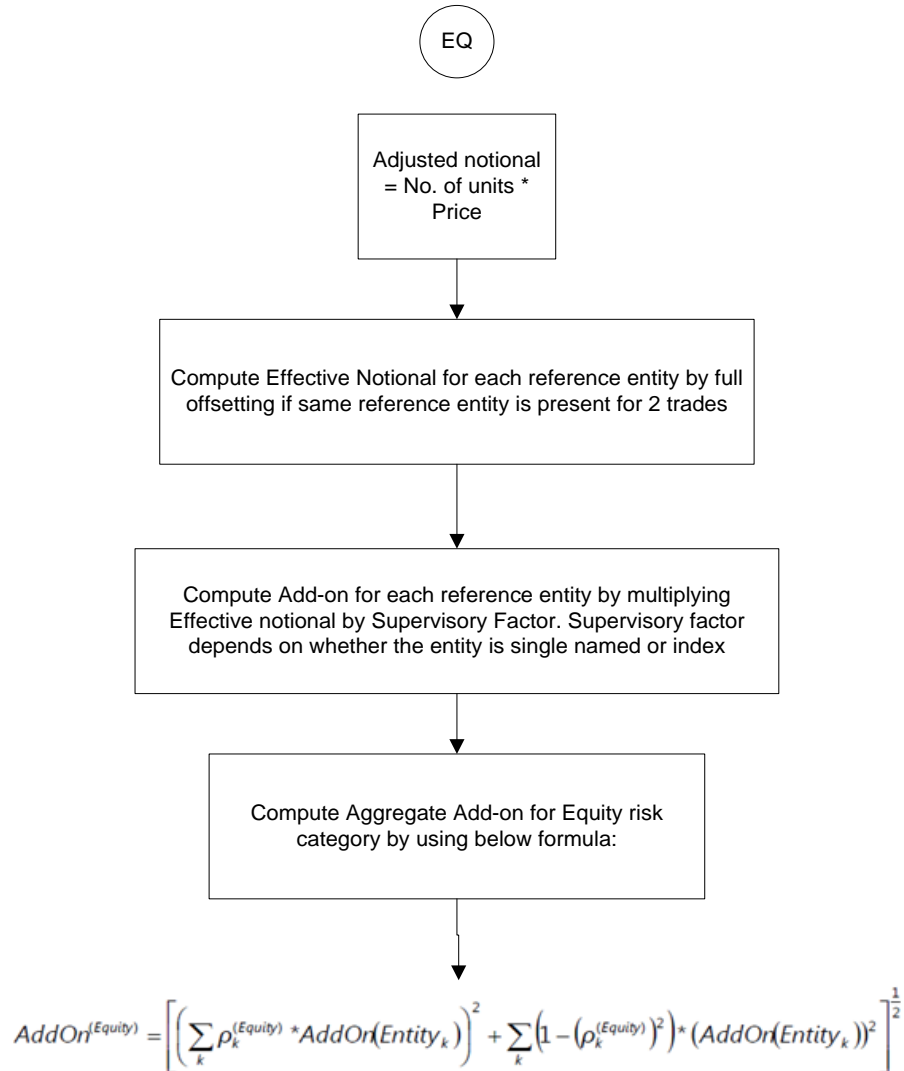 EQ
Adjusted notional
= No. of units *
Price
Compute Effective Notional for each reference entity by full
offsetting if same reference entity is present for 2 trades
Compute Add-on for each reference entity by multiplying
Effective notional by Supervisory Factor. Supervisory factor
depends on whether the entity is single named or index
Compute Aggregate Add-on for Equity risk
category by using below formula:
AddOn^(Equity) = [(∑_k ρ_k^(Equity) * AddOn(Entity_k))^2 + ∑_k (1 − (ρ_k^(Equity))^2) * (AddOn(Entity_k))^2]^1/2